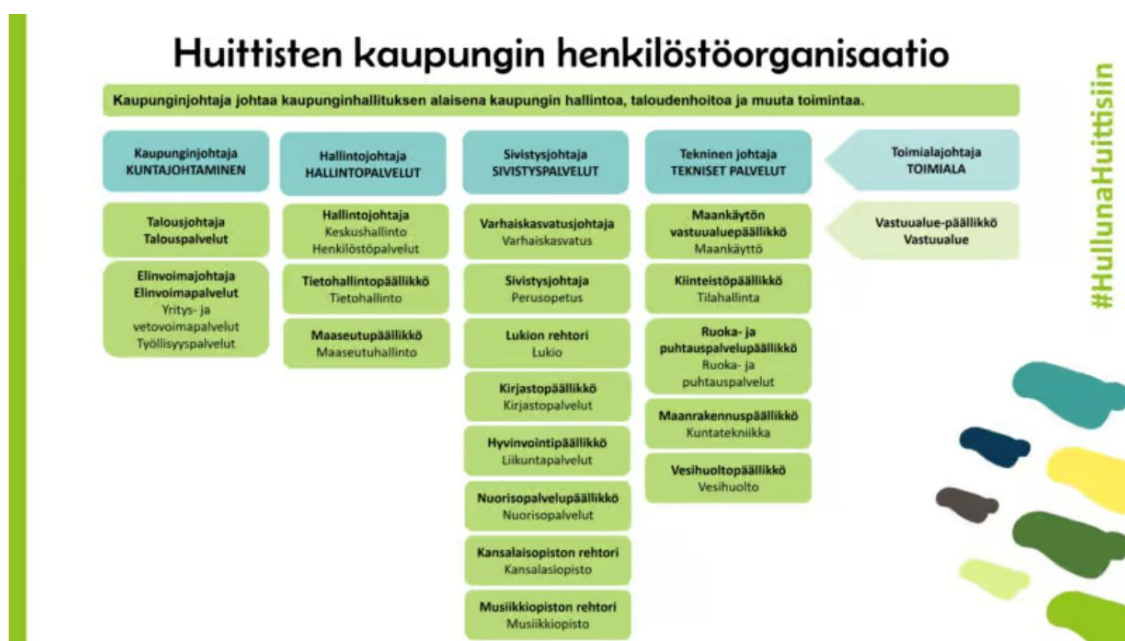 Huittisten kaupungin henkilöstöorganisaatio
Kaupunginjohtaja johtaa kaupunginhallituksen alaisena kaupungin hallintoa, taloudenhoitoa ja muuta toimintaa.
Kaupunginjohtaja
KUNTAJOHTAMINEN
Talousjohtaja
Talouspalvelut
Elinvoimajohtaja
Elinvoimapalvelut
Yritys- ja
vetovoimapalvelut
Työllisyyspalvelut
Hallintojohtaja
HALLINTOPALVELUT
Hallintojohtaja
Keskushallinto
Henkilöstöpalvelut
Tietohallintopäällikkö
Tietohallinto
Maaseutupäällikkö
Maaseutuhallinto
Sivistysjohtaja
SIVISTYSPALVELUT
Varhaiskasvatusjohtaja
Varhaiskasvatus
Sivistysjohtaja
Perusopetus
Lukion rehtori
Lukio
Kirjastopäällikkö
Kirjastopalvelut
Hyvinvointipäällikkö
Liikuntapalvelut
Nuorisopalvelupäällikkö
Nuorisopalvelut
Kansalaisopiston rehtori
Kansalasiopisto
Musiikkiopiston rehtori
Musiikkiopisto
Tekninen johtaja
TEKNISET PALVELUT
Maankäytön
vastuualuepäällikkö
Maankäyttö
Kiinteistöpäällikkö
Tilahallinta
Ruoka- ja
puhtauspalvelupäällikkö
Ruoka- ja
puhtauspalvelut
Maanrakennuspäällikkö
Kuntatekniikka
Vesihuoltopäällikkö
Vesihuolto
Toimialajohtaja
TOIMIALA
Vastuualue-päällikkö
Vastuualue
#HullunaHuittisiin